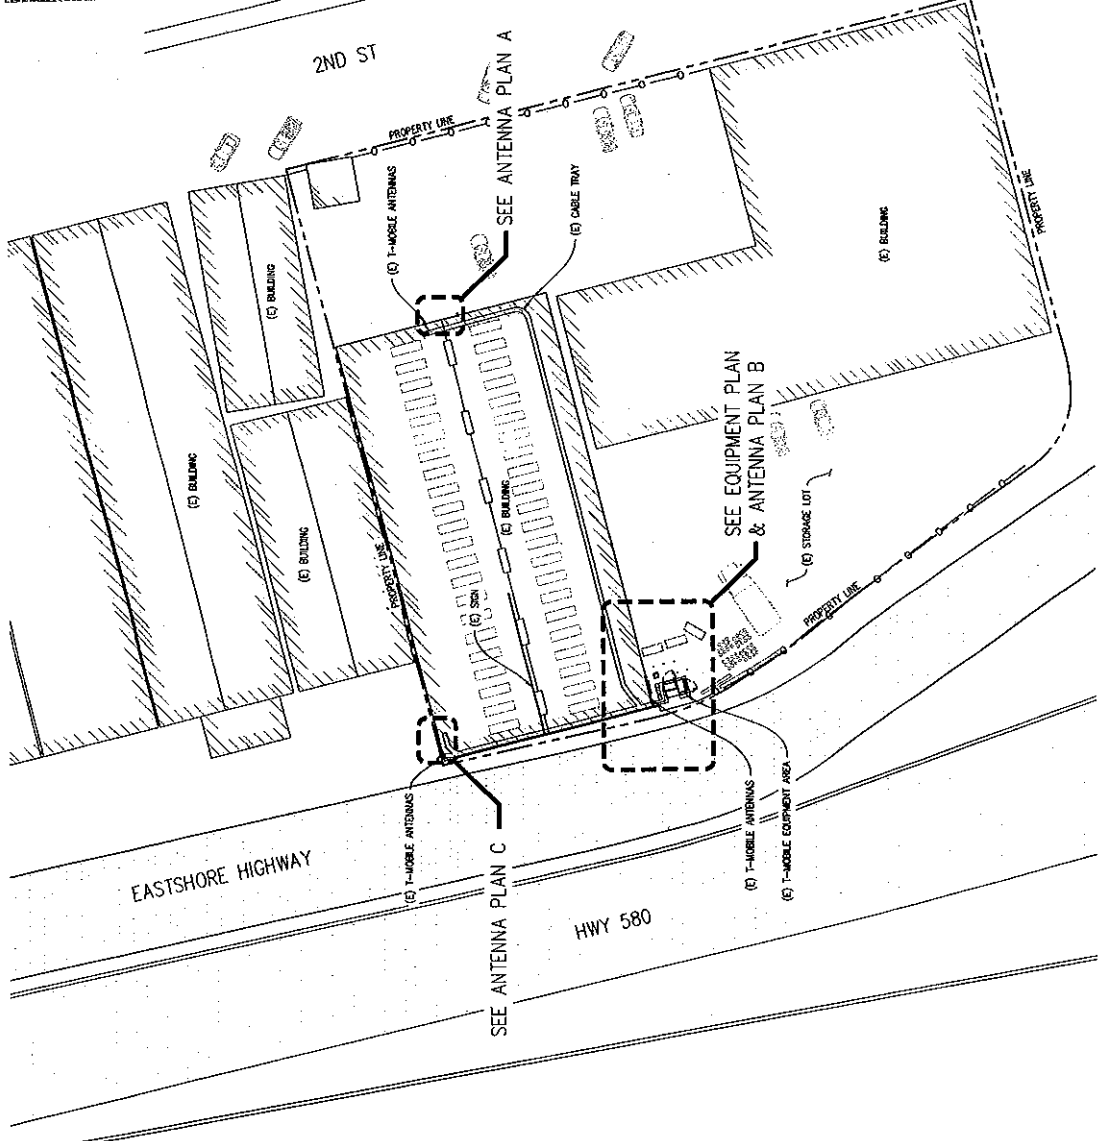 2ND ST
SEE ANTENNA PLAN A
PROPERTY LINE
(E) T-MOBILE ANTENNAS
(E) CABLE TRAY
PROPERTY LINE
(E) BUILDING
(E) BUILDING
(E) BUILDING
(E) BUILDING
(E) BUILDING
PROPERTY LINE
(E) SIGN
SEE EQUIPMENT PLAN
& ANTENNA PLAN B
(E) STORAGE LOT
PROPERTY LINE
(E) T-MOBILE ANTENNAS
SEE ANTENNA PLAN C
(E) T-MOBILE ANTENNAS
(E) T-MOBILE EQUIPMENT AREA
EASTSHORE HIGHWAY
HWY 580